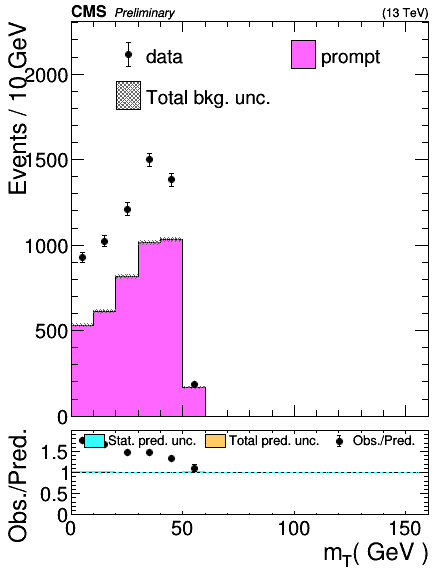 CMS Preliminary (13 TeV)
data prompt
Total bkg. unc.
Events / 10 GeV
2000
1500
1000
500
0
Stat. pred. unc. Total pred. unc. Obs./Pred.
Obs./Pred.
1.5
1
0.5
0
0 50 100 150
m_T( GeV )